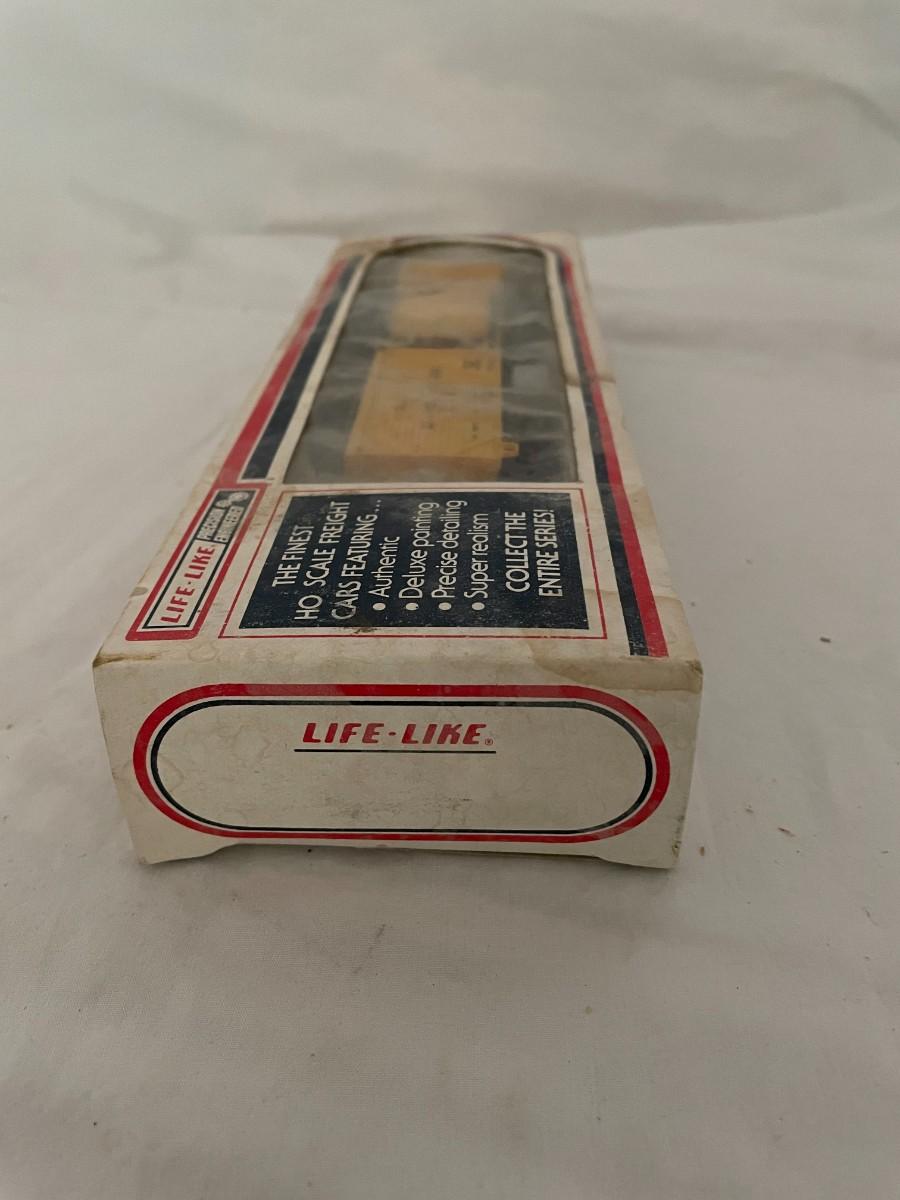 LIFE-LIKE
PRECISION
ENGINEERED
THE FINEST
HO SCALE FREIGHT
CARS FEATURING....
• Authentic
• Deluxe painting
• Precise detailing
• Super realism
COLLECT THE
ENTIRE SERIES!
LIFE-LIKE®